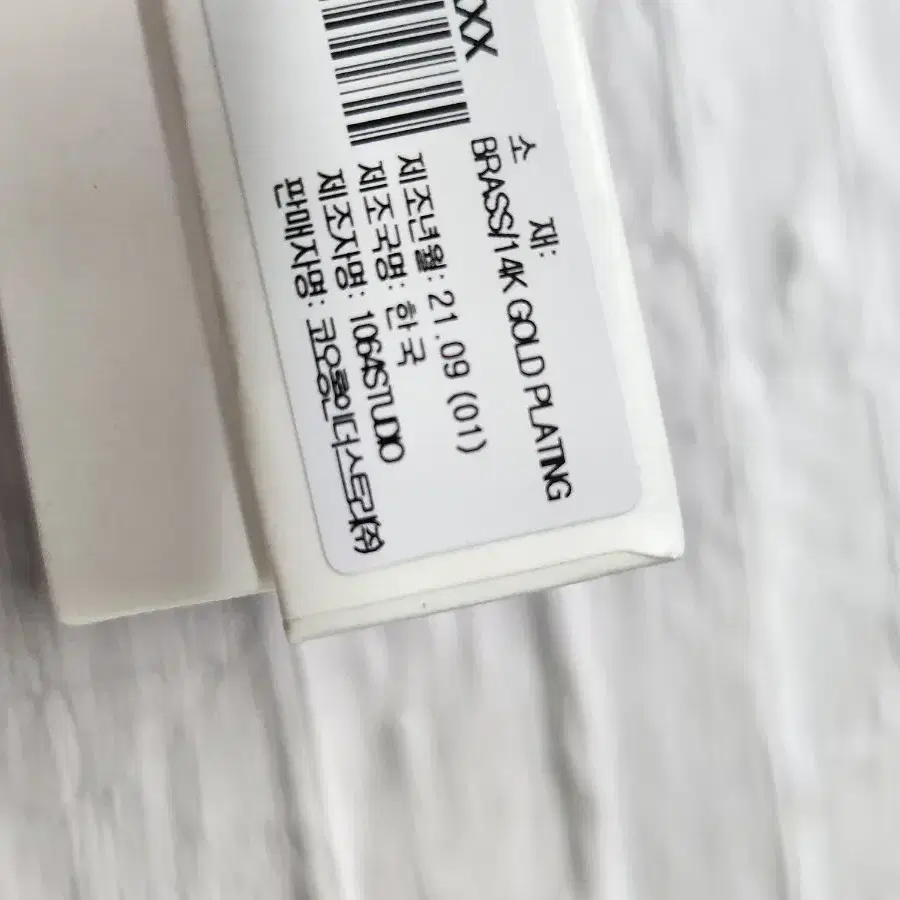 XXX
소 재:
BRASS/14K GOLD PLATING
제조년월: 21.09 (01)
제조국명: 한국
제조자명: 1064STUDIO
판매자명: 코오롱인더스트리(주)